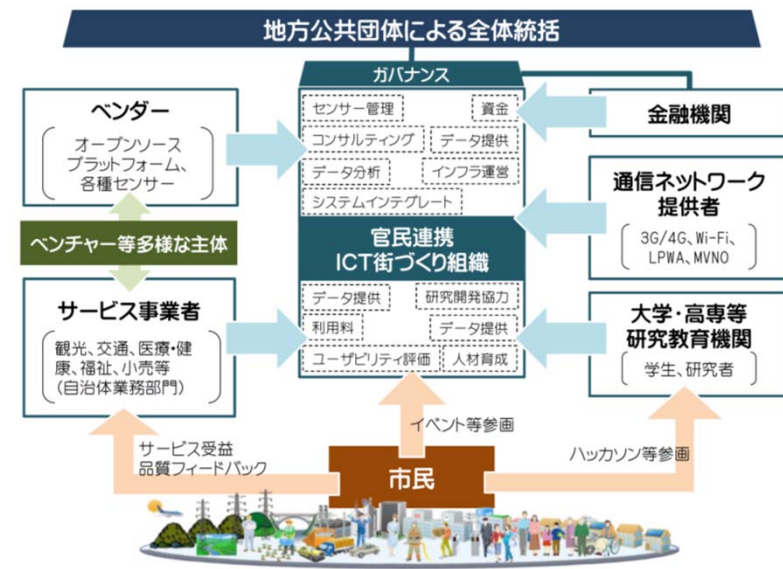 地方公共団体による全体統括
ガバナンス
ベンダー
オープンソース
プラットフォーム、
各種センサー
ベンチャー等多様な主体
サービス事業者
観光、交通、医療・健
康、福祉、小売等
(自治体業務部門)
センサー管理
資金
コンサルティング
データ提供
データ分析
インフラ運営
システムインテグレート
官民連携
ICT街づくり組織
データ提供
研究開発協力
利用料
データ提供
ユーザビリティ評価
人材育成
金融機関
通信ネットワーク
提供者
3G/4G、Wi-Fi、
LPWA、MVNO
大学・高専等
研究教育機関
学生、研究者
サービス受益
品質フィードバック
イベント等参画
ハッカソン等参画
市民